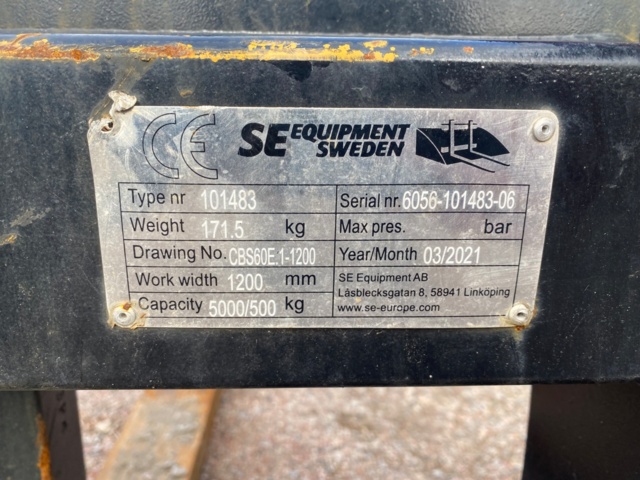 CE SE EQUIPMENT SWEDEN
Type nr 101483 Serial nr. 6056-101483-06
Weight 171.5 kg Max pres. bar
Drawing No. CBS60E.1-1200 Year/Month 03/2021
Work width 1200 mm SE Equipment AB
Låsblecksgatan 8, 58941 Linköping
Capacity 5000/500 kg www.se-europe.com